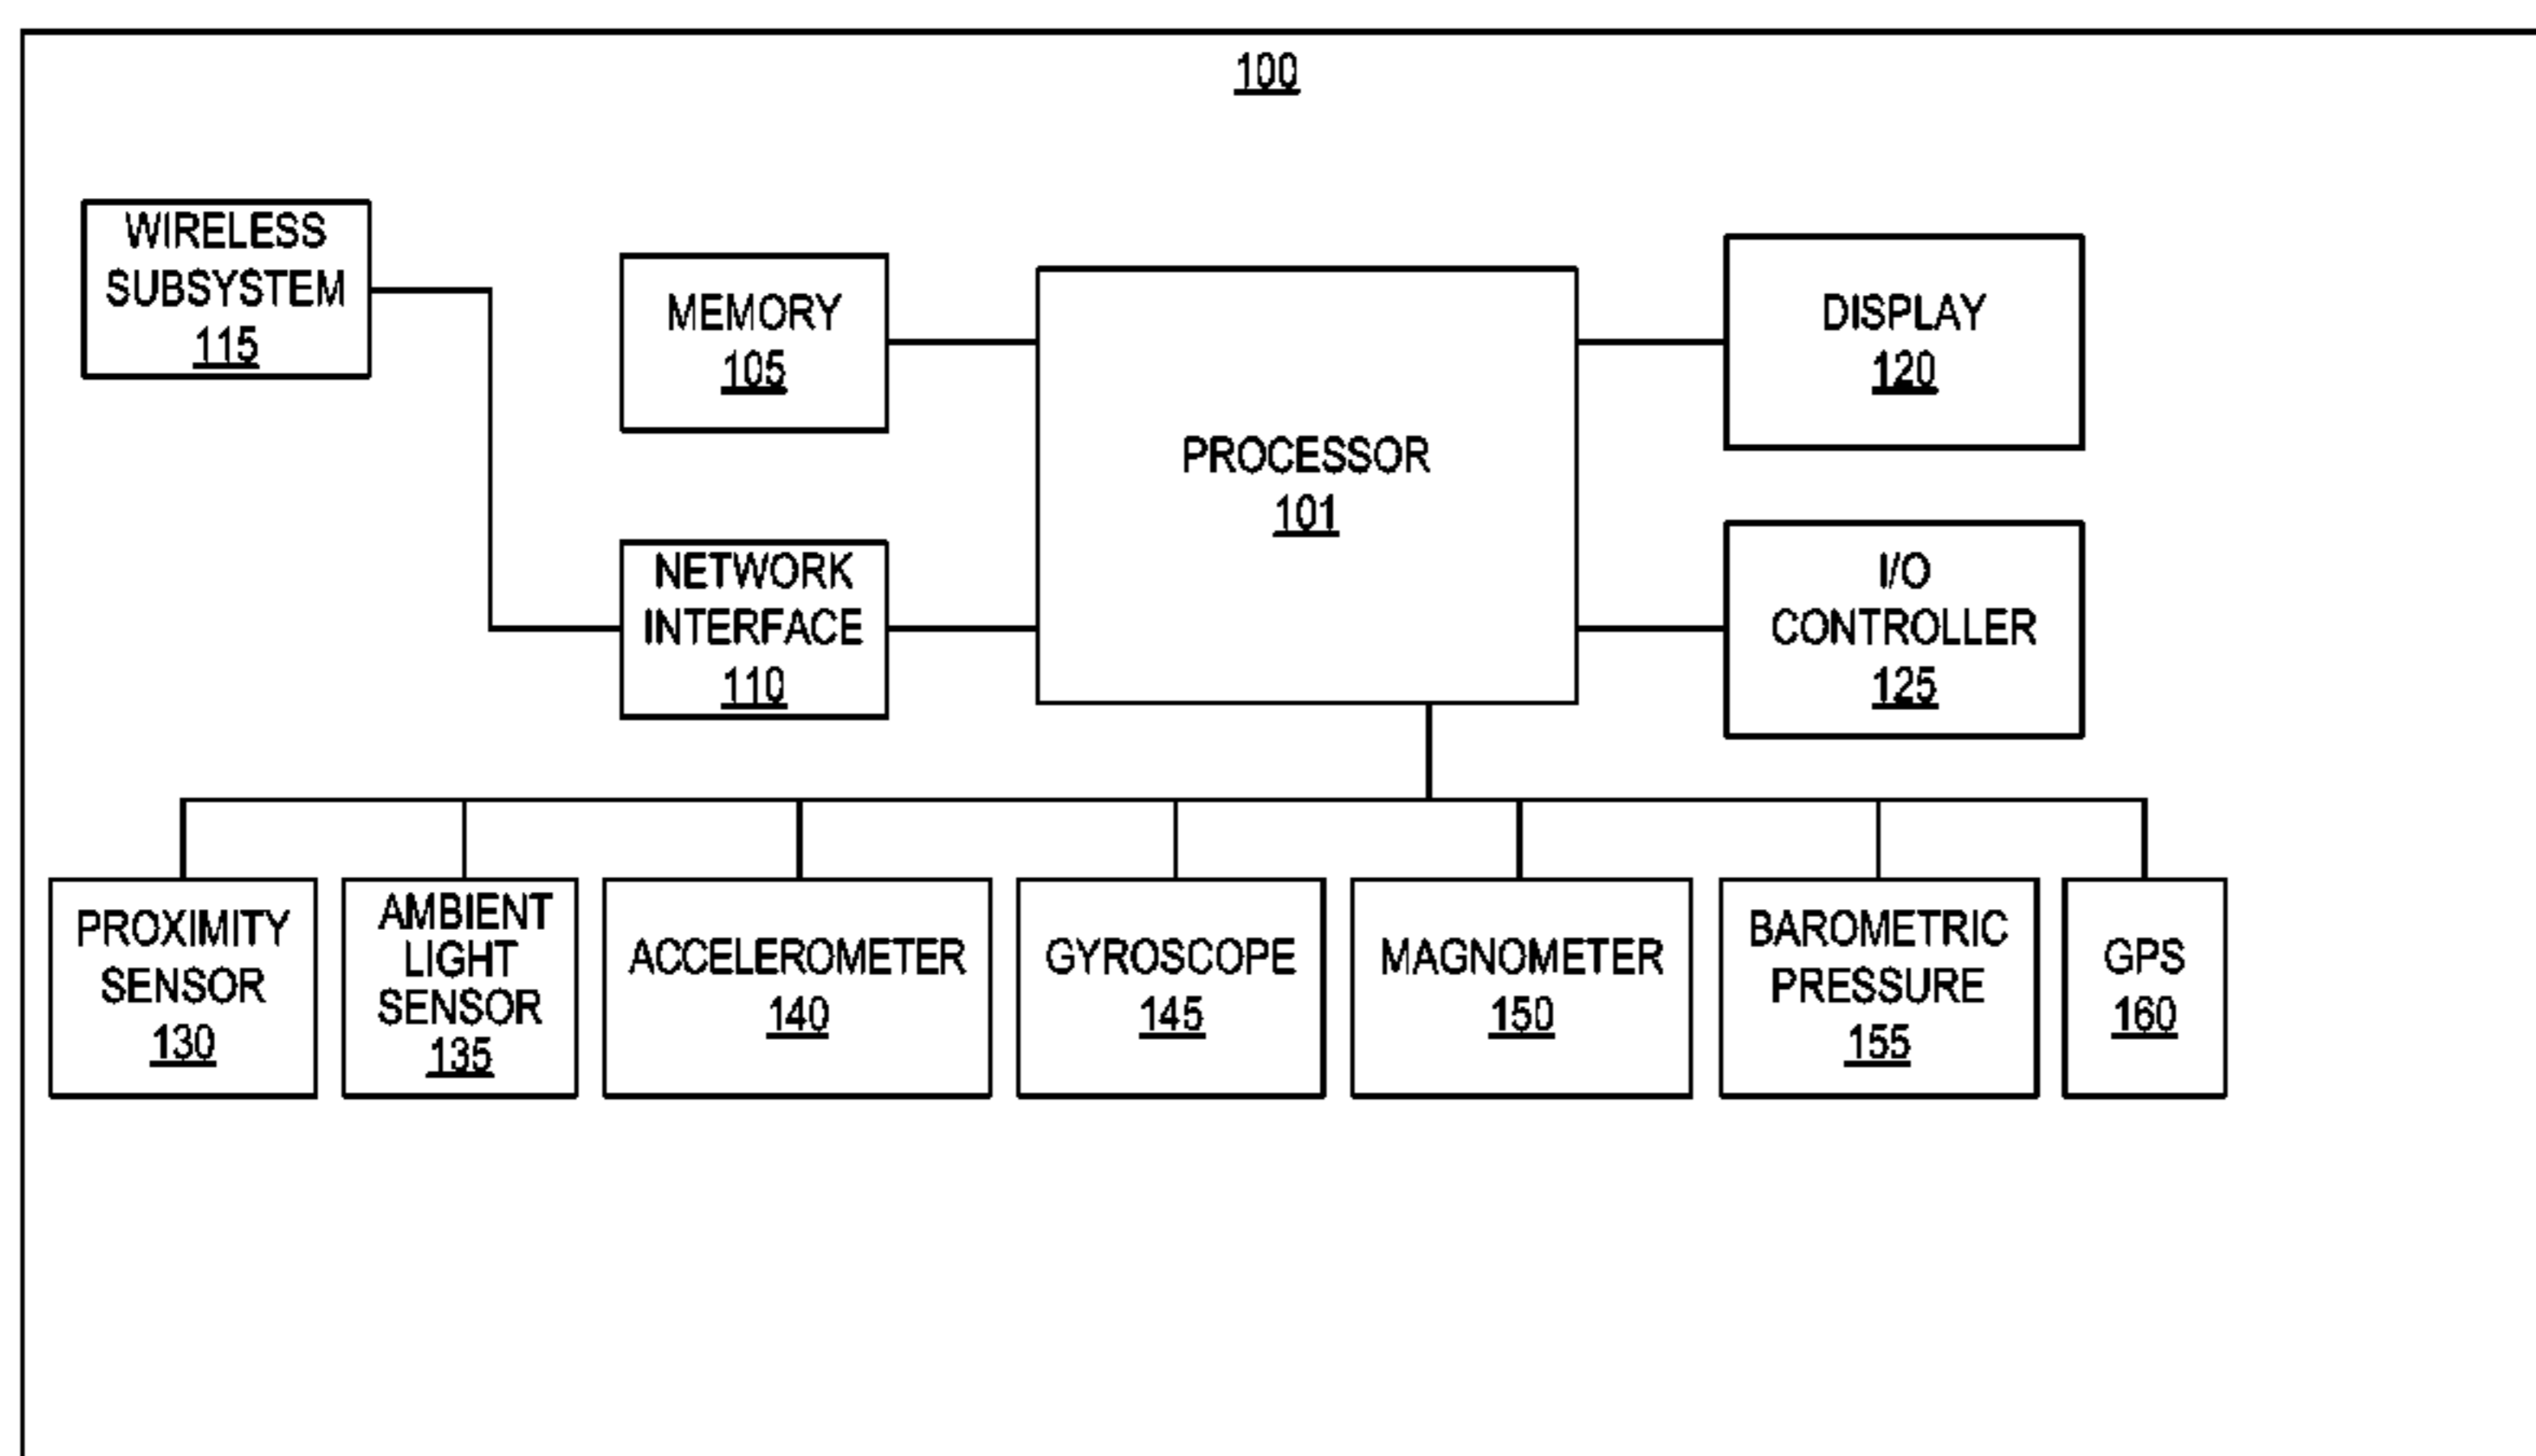 100
WIRELESS
SUBSYSTEM
115
MEMORY
105
PROCESSOR
101
DISPLAY
120
NETWORK
INTERFACE
110
I/O
CONTROLLER
125
PROXIMITY
SENSOR
130
AMBIENT
LIGHT
SENSOR
135
ACCELEROMETER
140
GYROSCOPE
145
MAGNOMETER
150
BAROMETRIC
PRESSURE
155
GPS
160